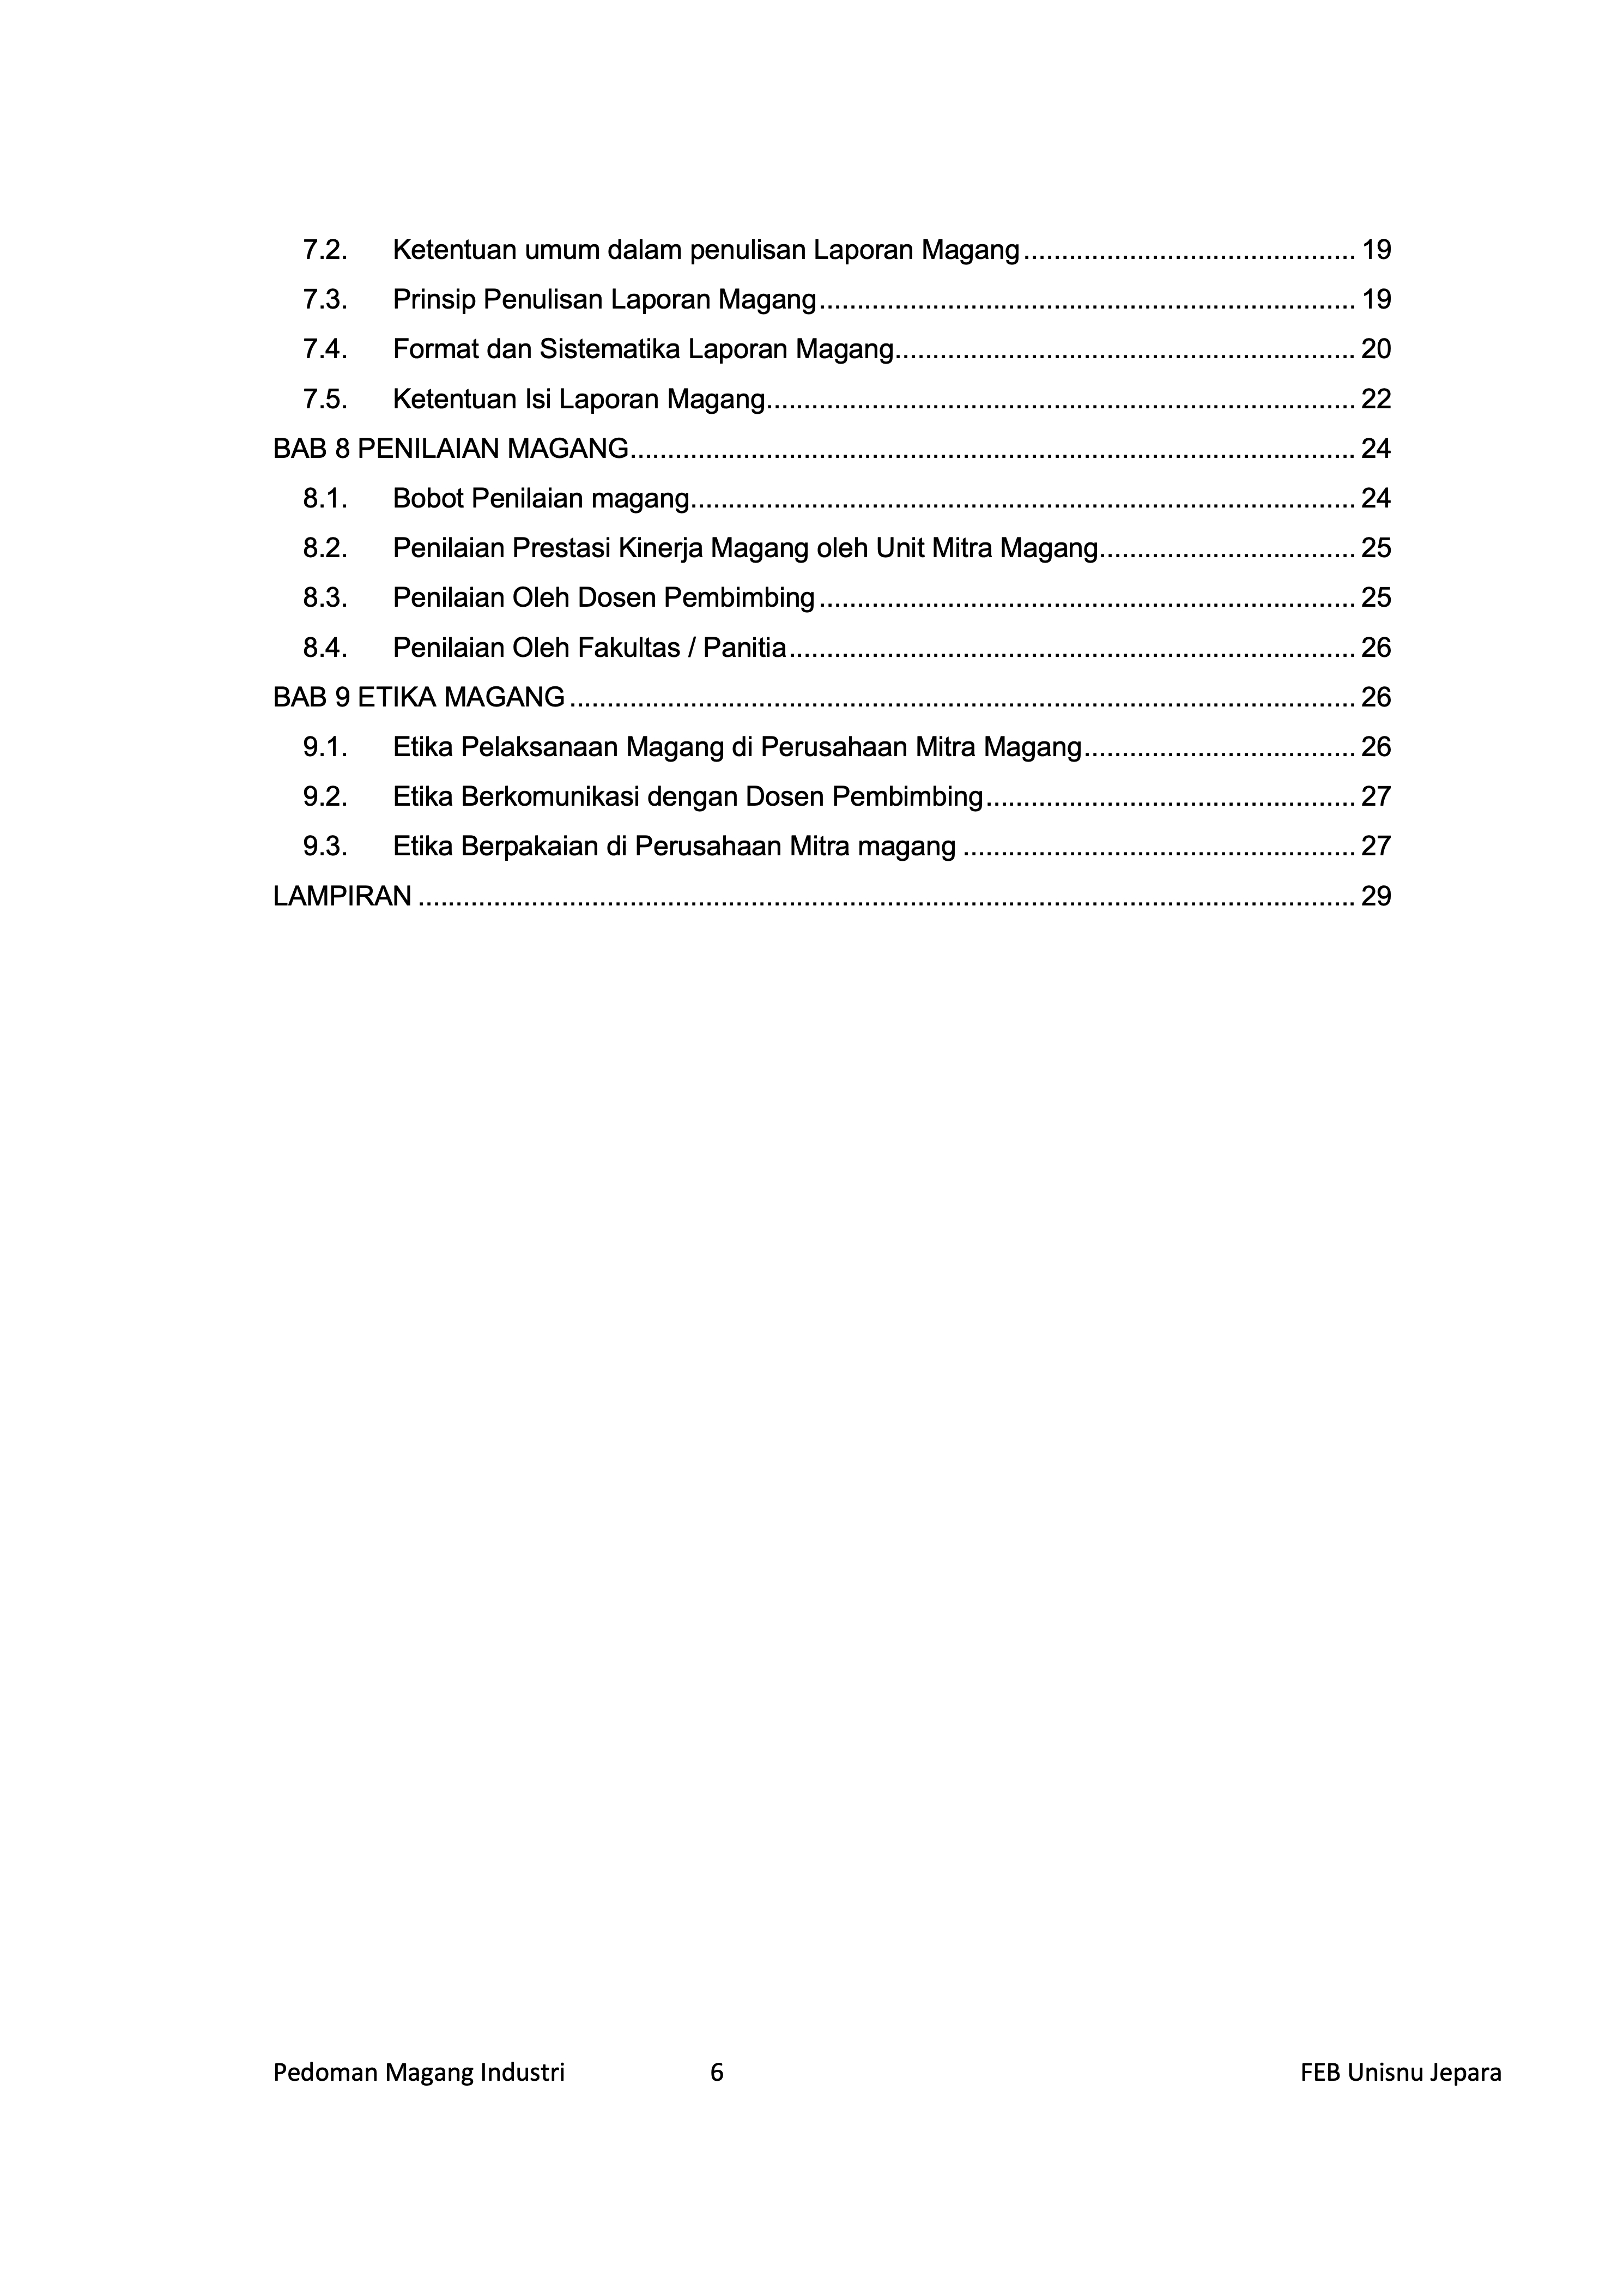 7.2. Ketentuan umum dalam penulisan Laporan Magang ............................................ 19
7.3. Prinsip Penulisan Laporan Magang ....................................................................... 19
7.4. Format dan Sistematika Laporan Magang ............................................................. 20
7.5. Ketentuan Isi Laporan Magang .............................................................................. 22
BAB 8 PENILAIAN MAGANG ................................................................................................ 24
8.1. Bobot Penilaian magang ........................................................................................ 24
8.2. Penilaian Prestasi Kinerja Magang oleh Unit Mitra Magang .................................. 25
8.3. Penilaian Oleh Dosen Pembimbing ....................................................................... 25
8.4. Penilaian Oleh Fakultas / Panitia ........................................................................... 26
BAB 9 ETIKA MAGANG ........................................................................................................ 26
9.1. Etika Pelaksanaan Magang di Perusahaan Mitra Magang .................................... 26
9.2. Etika Berkomunikasi dengan Dosen Pembimbing ................................................. 27
9.3. Etika Berpakaian di Perusahaan Mitra magang .................................................... 27
LAMPIRAN ............................................................................................................................ 29
Pedoman Magang Industri 6 FEB Unisnu Jepara